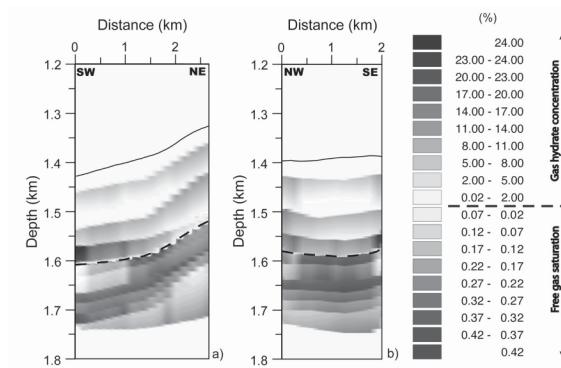 Distance (km)
0 1 2
SW NE
Depth (km)
1.2
1.3
1.4
1.5
1.6
1.7
1.8
a)
Distance (km)
0 1 2
NW SE
Depth (km)
1.2
1.3
1.4
1.5
1.6
1.7
1.8
b)
(%)
24.00
23.00 - 24.00
20.00 - 23.00
17.00 - 20.00
14.00 - 17.00
11.00 - 14.00
8.00 - 11.00
5.00 - 8.00
2.00 - 5.00
0.02 - 2.00
0.07 - 0.02
0.12 - 0.07
0.17 - 0.12
0.22 - 0.17
0.27 - 0.22
0.32 - 0.27
0.37 - 0.32
0.42 - 0.37
0.42
Gas hydrate concentration
Free gas saturation